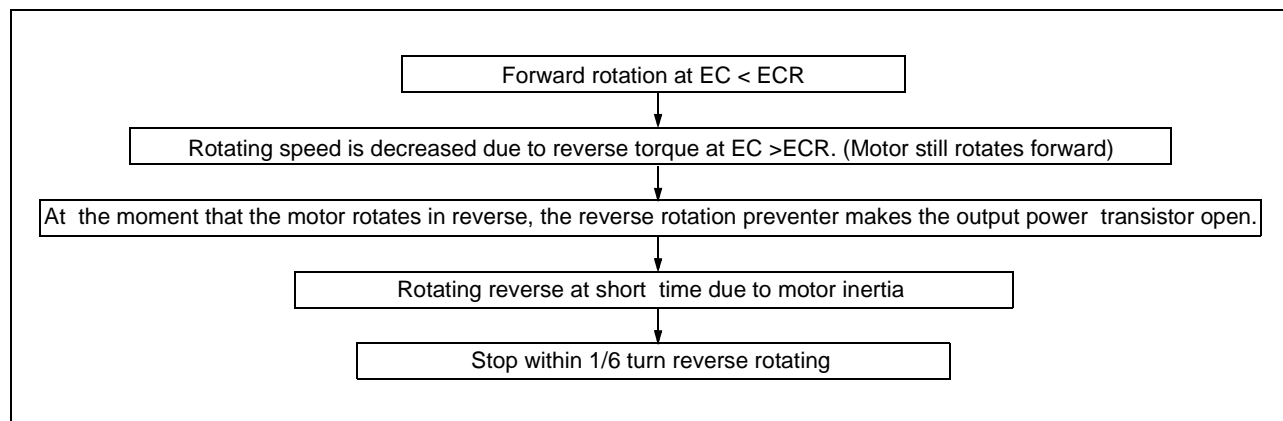 Forward rotation at EC < ECR
Rotating speed is decreased due to reverse torque at EC >ECR. (Motor still rotates forward)
At the moment that the motor rotates in reverse, the reverse rotation preventer makes the output power transistor open.
Rotating reverse at short time due to motor inertia
Stop within 1/6 turn reverse rotating